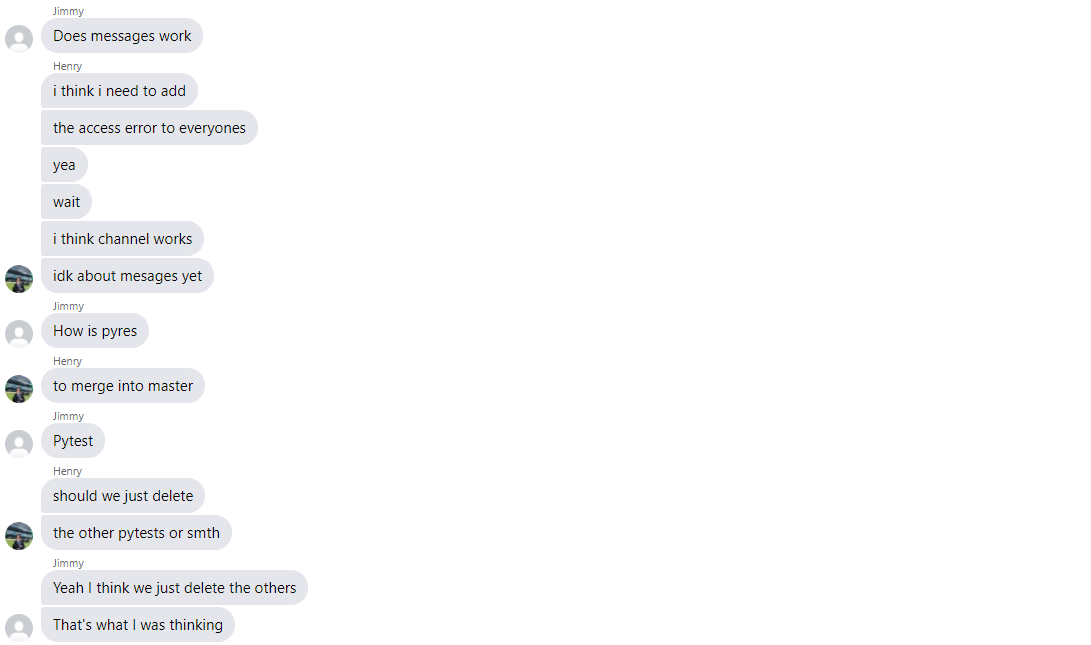 Jimmy
Does messages work
Henry
i think i need to add
the access error to everyones
yea
wait
i think channel works
idk about mesages yet
Jimmy
How is pyres
Henry
to merge into master
Jimmy
Pytest
Henry
should we just delete
the other pytests or smth
Jimmy
Yeah I think we just delete the others
That's what I was thinking